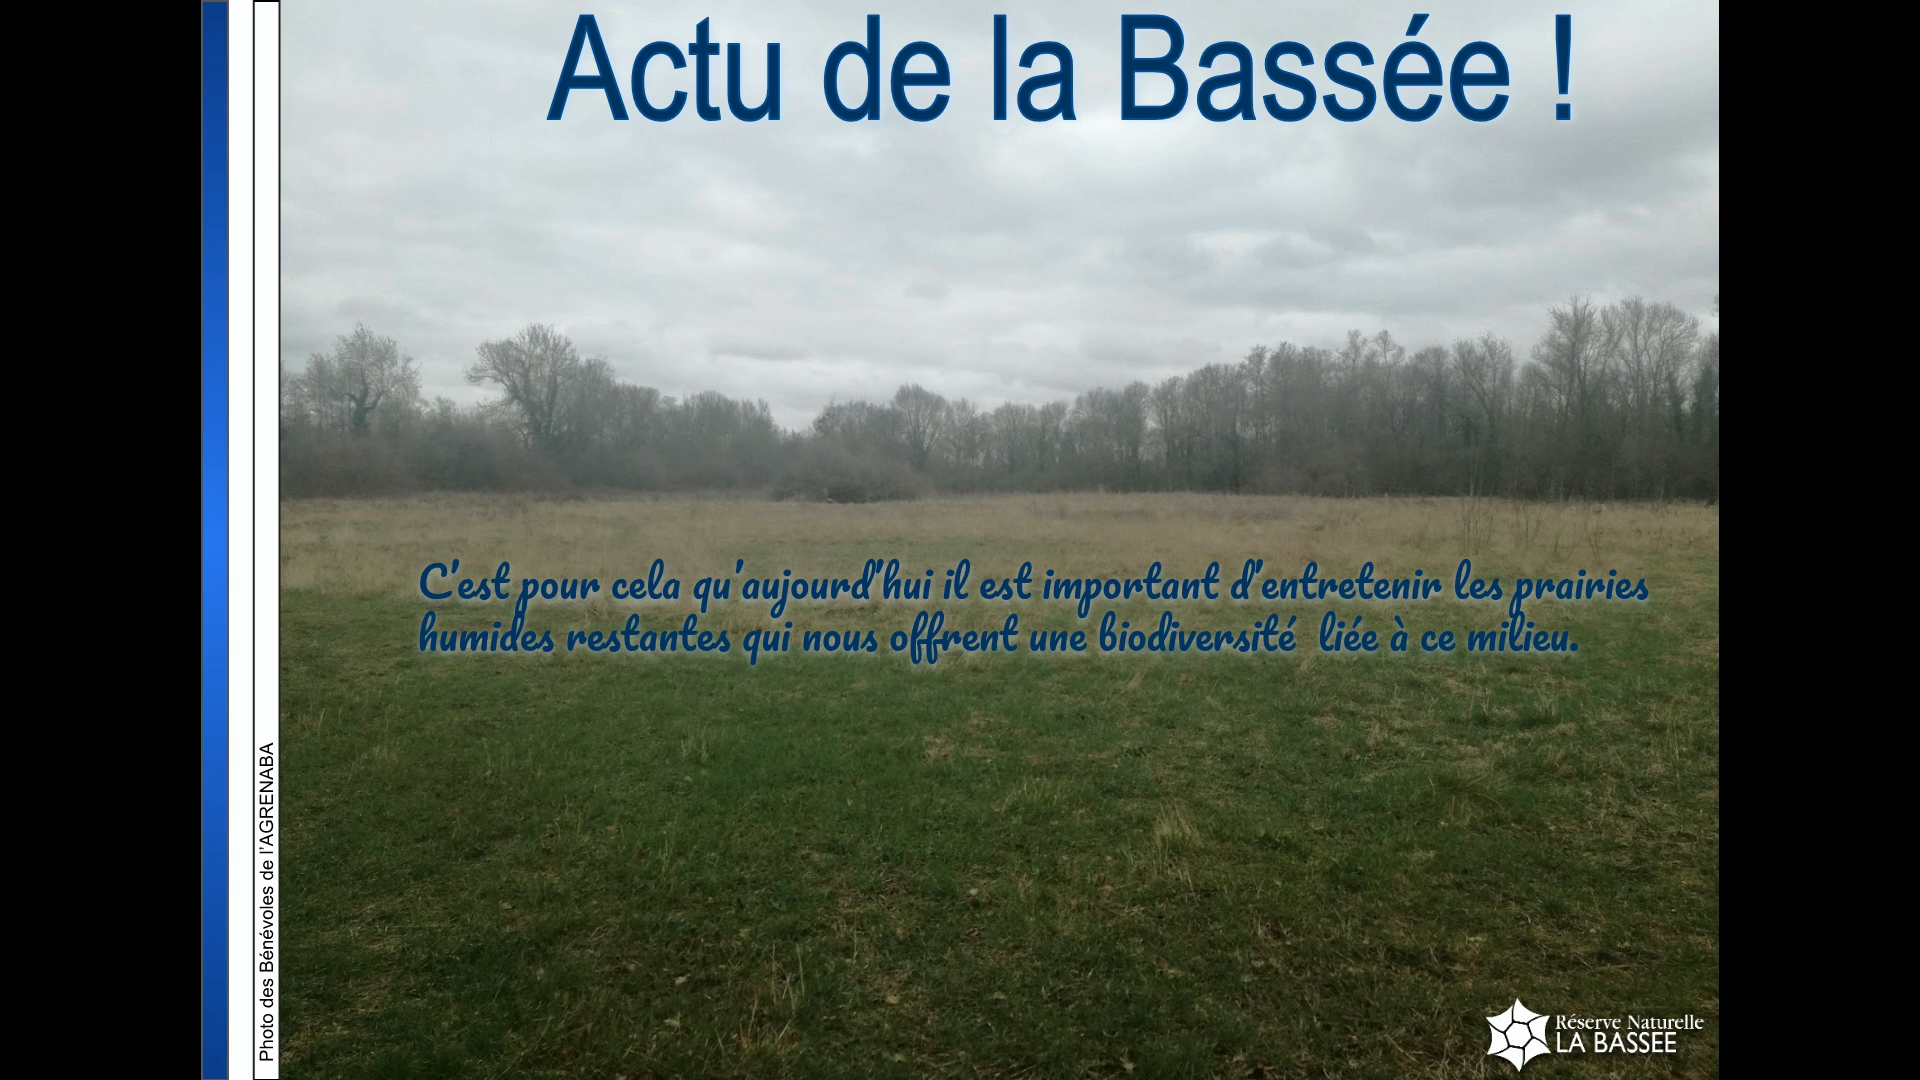 Actu de la Bassée !
C'est pour cela qu'aujourd'hui il est important d'entretenir les prairies
humides restantes qui nous offrent une biodiversité  liée à ce milieu.
Photo des Bénévoles de l'AGRENABA
Réserve Naturelle
LA BASSEE